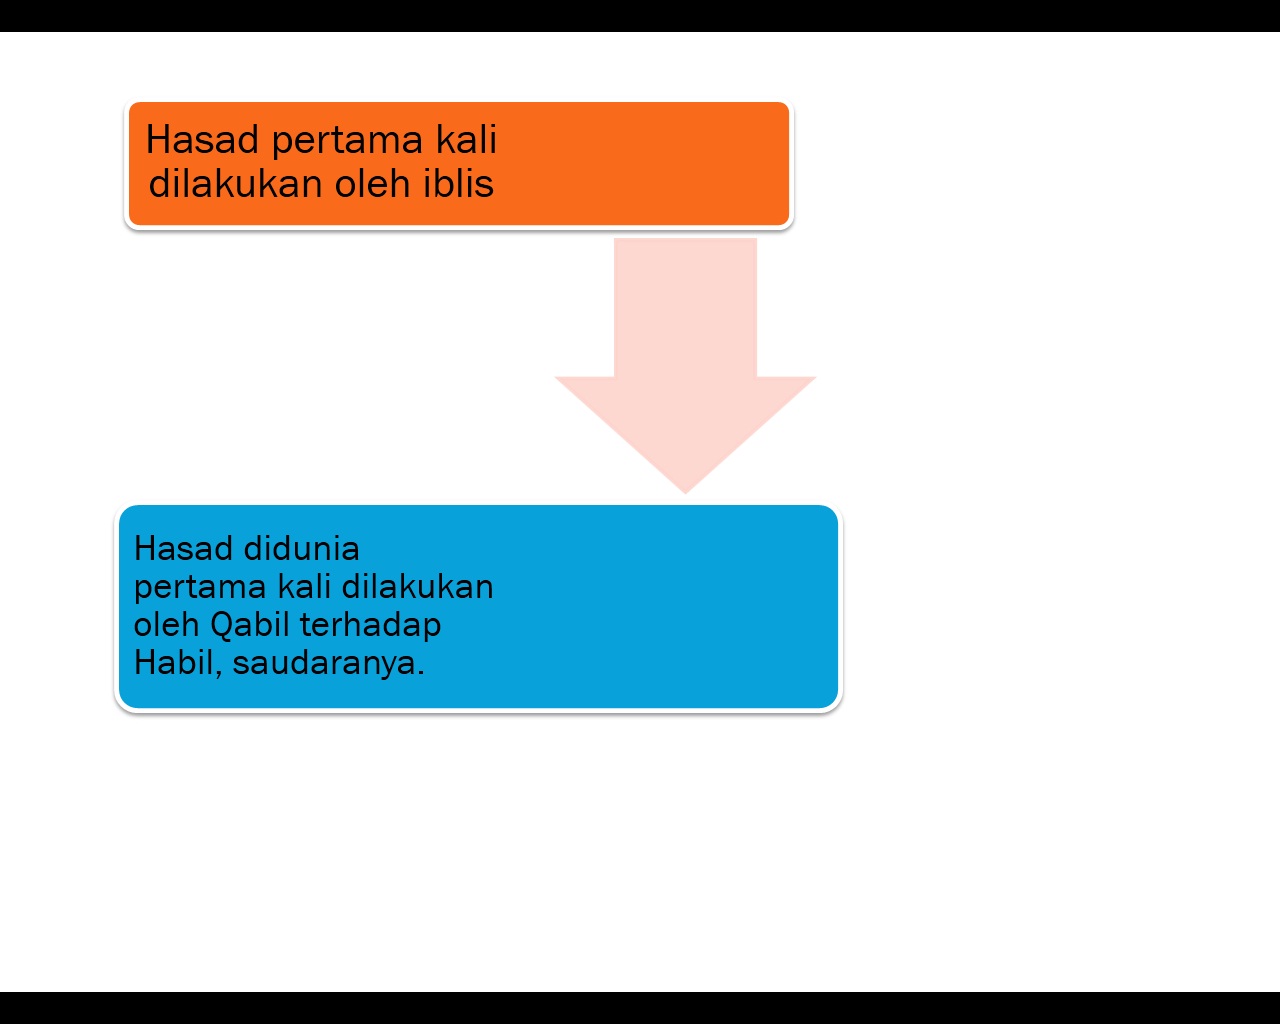 Hasad pertama kali
dilakukan oleh iblis
Hasad didunia
pertama kali dilakukan
oleh Qabil terhadap
Habil, saudaranya.